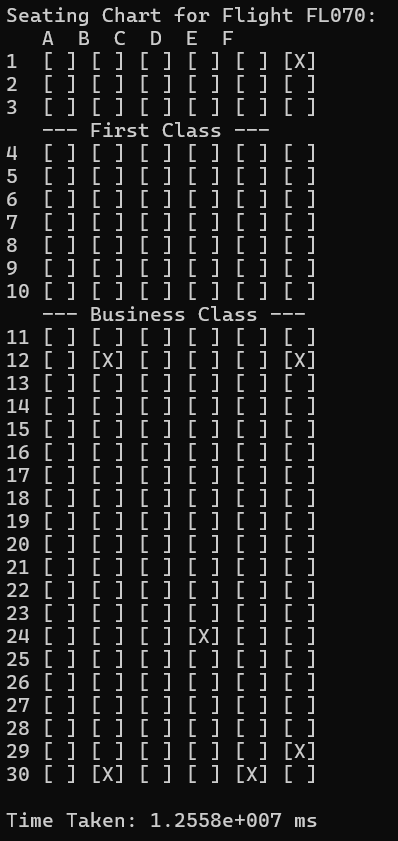 Seating Chart for Flight FL070:
   A  B  C  D  E  F
1  [ ] [ ] [ ] [ ] [ ] [X]
2  [ ] [ ] [ ] [ ] [ ] [ ]
3  [ ] [ ] [ ] [ ] [ ] [ ]
   --- First Class ---
4  [ ] [ ] [ ] [ ] [ ] [ ]
5  [ ] [ ] [ ] [ ] [ ] [ ]
6  [ ] [ ] [ ] [ ] [ ] [ ]
7  [ ] [ ] [ ] [ ] [ ] [ ]
8  [ ] [ ] [ ] [ ] [ ] [ ]
9  [ ] [ ] [ ] [ ] [ ] [ ]
10 [ ] [ ] [ ] [ ] [ ] [ ]
   --- Business Class ---
11 [ ] [ ] [ ] [ ] [ ] [ ]
12 [ ] [X] [ ] [ ] [ ] [X]
13 [ ] [ ] [ ] [ ] [ ] [ ]
14 [ ] [ ] [ ] [ ] [ ] [ ]
15 [ ] [ ] [ ] [ ] [ ] [ ]
16 [ ] [ ] [ ] [ ] [ ] [ ]
17 [ ] [ ] [ ] [ ] [ ] [ ]
18 [ ] [ ] [ ] [ ] [ ] [ ]
19 [ ] [ ] [ ] [ ] [ ] [ ]
20 [ ] [ ] [ ] [ ] [ ] [ ]
21 [ ] [ ] [ ] [ ] [ ] [ ]
22 [ ] [ ] [ ] [ ] [ ] [ ]
23 [ ] [ ] [ ] [ ] [ ] [ ]
24 [ ] [ ] [ ] [X] [ ] [ ]
25 [ ] [ ] [ ] [ ] [ ] [ ]
26 [ ] [ ] [ ] [ ] [ ] [ ]
27 [ ] [ ] [ ] [ ] [ ] [ ]
28 [ ] [ ] [ ] [ ] [ ] [ ]
29 [ ] [ ] [ ] [ ] [ ] [X]
30 [ ] [X] [ ] [ ] [X] [ ]

Time Taken: 1.2558e+007 ms